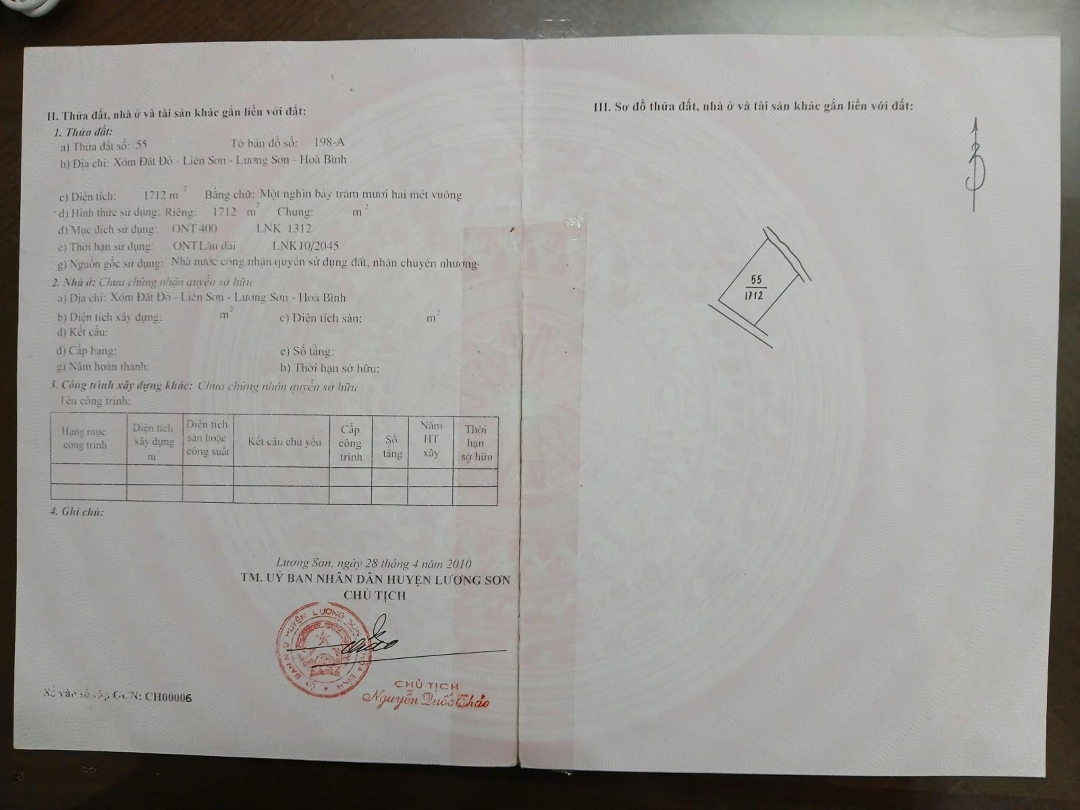 II. Thửa đất, nhà ở và tài sản khác gắn liền với đất:
1. Thửa đất:
a) Thửa đất số: 55 Tờ bản đồ số: 198-A
b) Địa chỉ: Xóm Đất Đỏ - Liên Sơn - Lương Sơn - Hoà Bình
c) Diện tích: 1712 m² Bằng chữ: Một nghìn bảy trăm mười hai mét vuông
d) Hình thức sử dụng: Riêng: 1712 m² Chung: m²
đ) Mục đích sử dụng: ONT 400 LNK 1312
e) Thời hạn sử dụng: ONT Lâu dài LNK 10/2045
g) Nguồn gốc sử dụng: Nhà nước công nhận quyền sử dụng đất, nhận chuyển nhượng
2. Nhà ở: Chưa chứng nhận quyền sở hữu
a) Địa chỉ: Xóm Đất Đỏ - Liên Sơn - Lương Sơn - Hoà Bình
b) Diện tích xây dựng: m² c) Diện tích sàn: m²
d) Kết cấu:
đ) Cấp hạng: e) Số tầng:
g) Năm hoàn thành: h) Thời hạn sở hữu:
3. Công trình xây dựng khác: Chưa chứng nhận quyền sở hữu
Tên công trình:
Hạng mục công trình Diện tích xây dựng m² Diện tích sàn hoặc công suất Kết cấu chủ yếu Cấp công trình Số tầng Năm HT xây Thời hạn sở hữu
4. Ghi chú:
Lương Sơn, ngày 28 tháng 4 năm 2010
TM. UỶ BAN NHÂN DÂN HUYỆN LƯƠNG SƠN
CHỦ TỊCH
CHỦ TỊCH
Nguyễn Quốc Thảo
Số vào sổ cấp GCN: CH00006
III. Sơ đồ thửa đất, nhà ở và tài sản khác gắn liền với đất:
B
55
1712